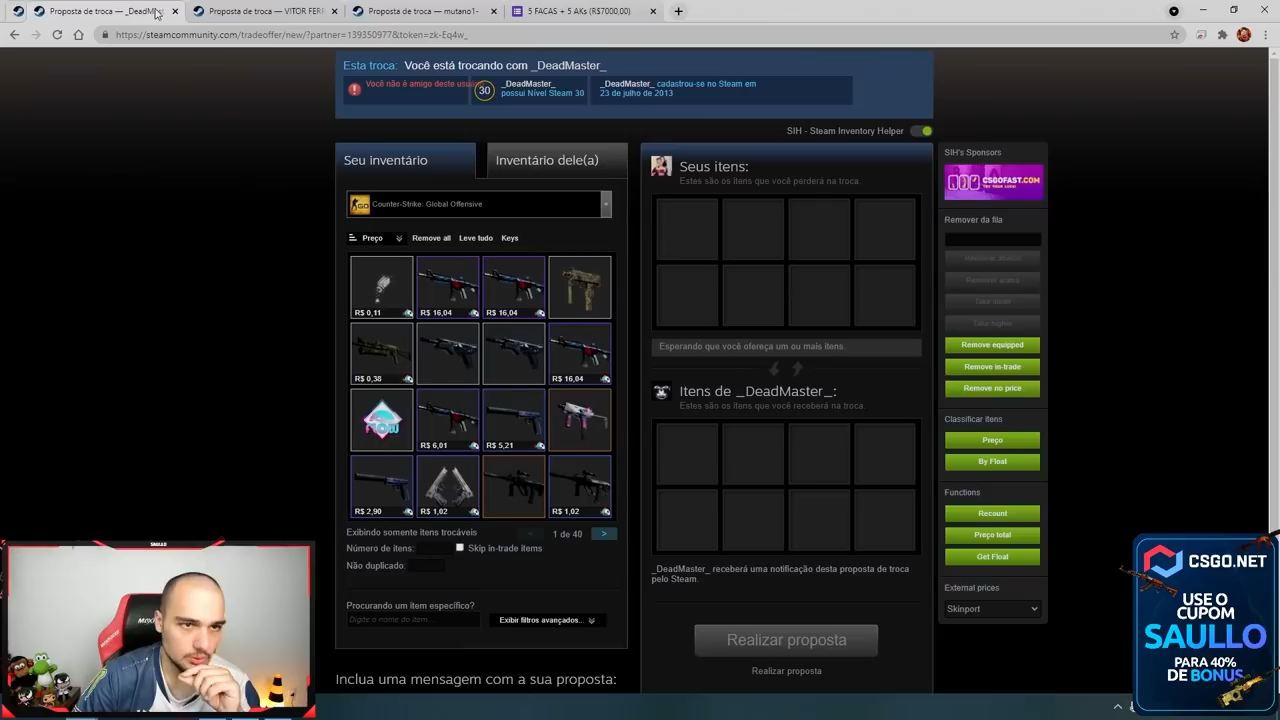 Proposta de troca — _DeadMast
Proposta de troca — VITOR FERR
Proposta de troca — mutano1-
5 FACAS + 5 AKs (R$7000,00)
https://steamcommunity.com/tradeoffer/new/?partner=139350977&token=zk-Eq4w_
Esta troca: Você está trocando com _DeadMaster_
Você não é amigo deste usuário
30
_DeadMaster_
possui Nível Steam 30
_DeadMaster_ cadastrou-se no Steam em
23 de julho de 2013
SIH - Steam Inventory Helper
Seu inventário
Inventário dele(a)
Counter-Strike: Global Offensive
Preço
Remove all
Leve tudo
Keys
R$ 0,11
R$ 16,04
R$ 16,04
R$ 0,38
R$ 16,04
R$ 6,01
R$ 5,21
R$ 2,90
R$ 1,02
R$ 1,02
Exibindo somente itens trocáveis
1 de 40
>
Número de itens:
Skip in-trade items
Não duplicado:
Procurando um item específico?
Digite o nome do item...
Exibir filtros avançados...
Inclua uma mensagem com a sua proposta:
Seus itens:
Estes são os itens que você perderá na troca.
Esperando que você ofereça um ou mais itens.
Itens de _DeadMaster_:
Estes são os itens que você receberá na troca.
_DeadMaster_ receberá uma notificação desta proposta de troca
pelo Steam.
Realizar proposta
Realizar proposta
SIH's Sponsors
CSGOFAST.COM
TRY YOUR LUCK!
Remover da fila
Remove equipped
Remove in-trade
Remove no price
Classificar itens
Preço
By Float
Functions
Recount
Preço total
Get Float
External prices
Skinport
CSGO.NET
USE O
CUPOM
SAULLO
PARA 40%
DE BONUS